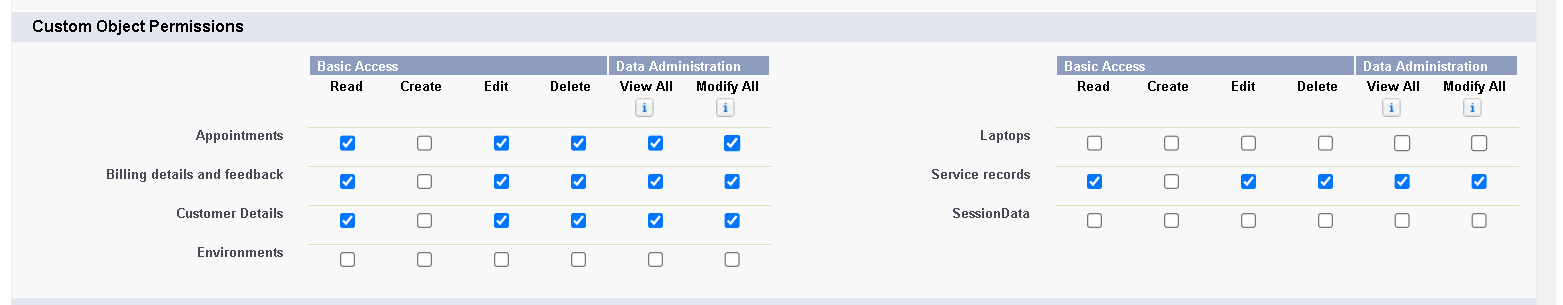 Custom Object Permissions
Basic Access Data Administration
Read Create Edit Delete View All Modify All
i i
Appointments
Billing details and feedback
Customer Details
Environments
Basic Access Data Administration
Read Create Edit Delete View All Modify All
i i
Laptops
Service records
SessionData